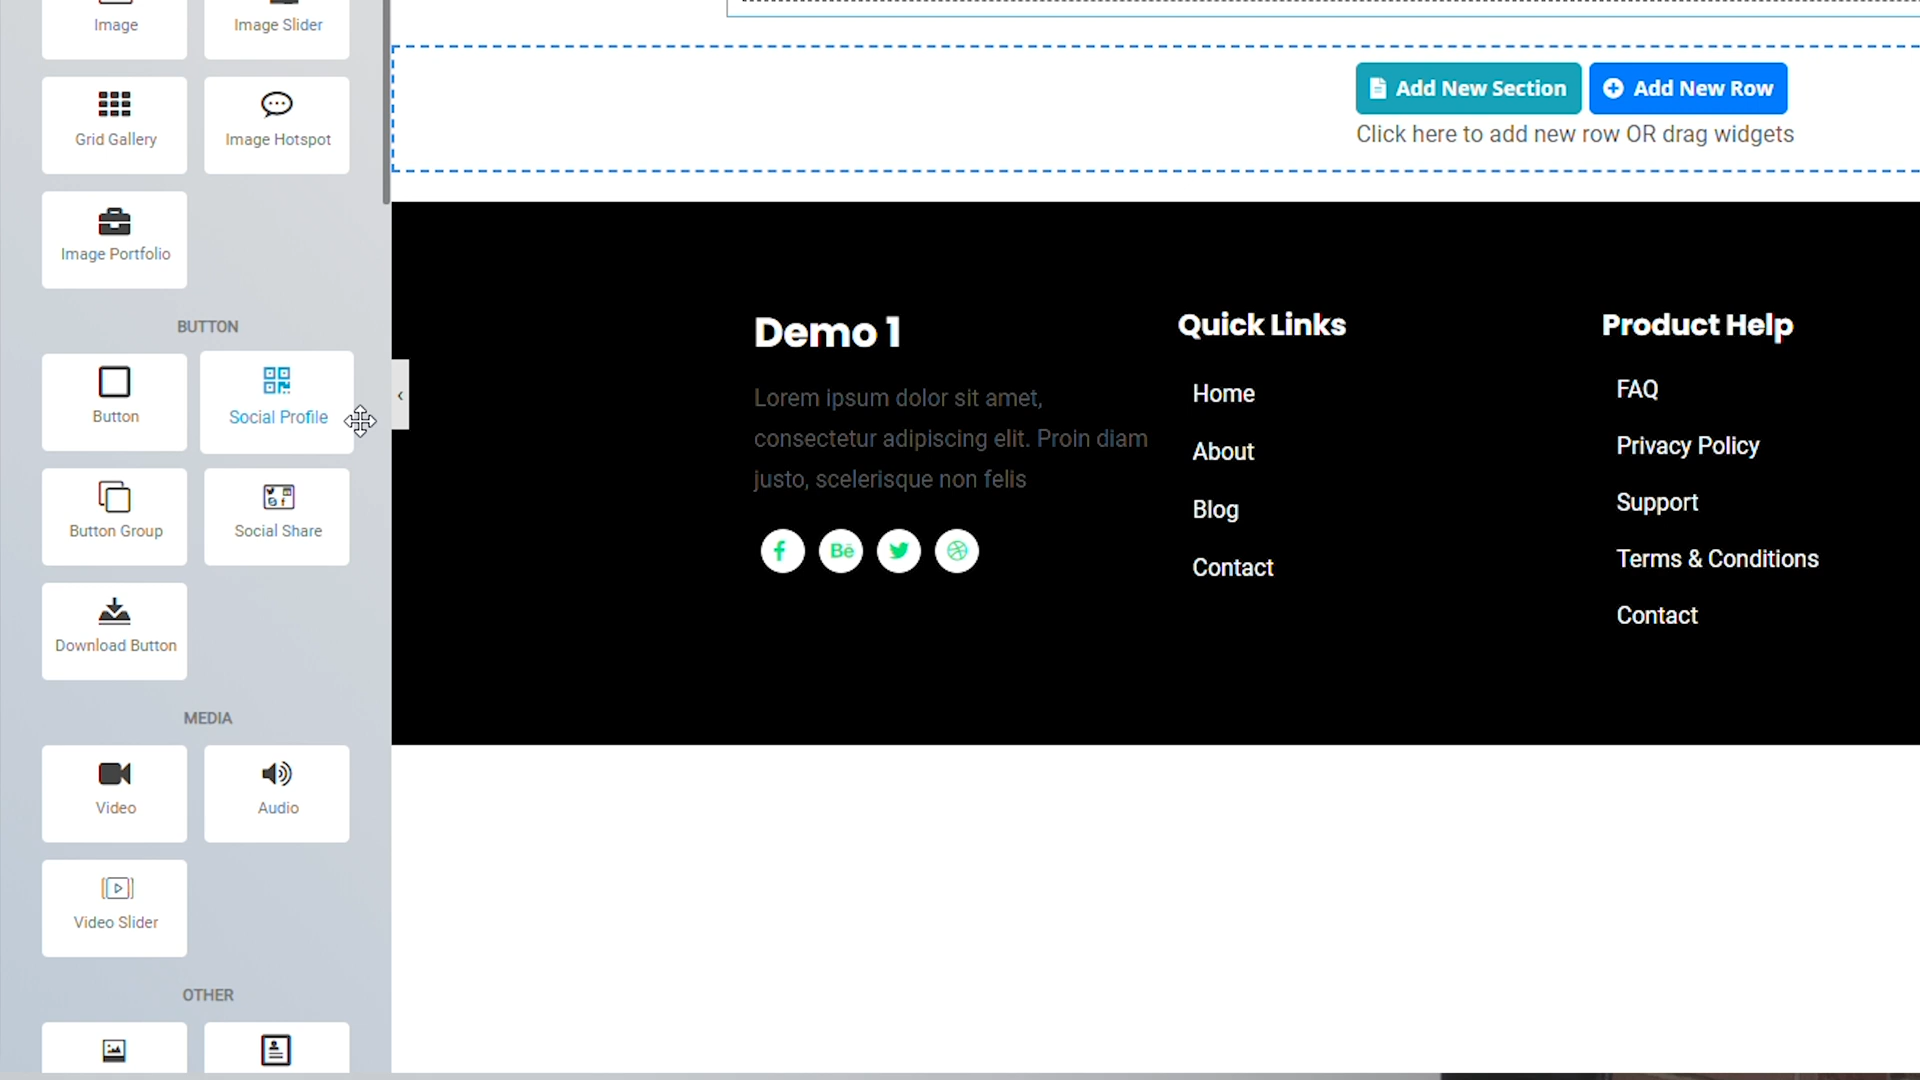 Image
Image Slider
Grid Gallery
Image Hotspot
Image Portfolio
BUTTON
Button
Social Profile
Button Group
Social Share
Download Button
MEDIA
Video
Audio
Video Slider
OTHER
Add New Section
Add New Row
Click here to add new row OR drag widgets
Demo 1
Lorem ipsum dolor sit amet,
consectetur adipiscing elit. Proin diam
justo, scelerisque non felis
Bē
Quick Links
Home
About
Blog
Contact
Product Help
FAQ
Privacy Policy
Support
Terms & Conditions
Contact